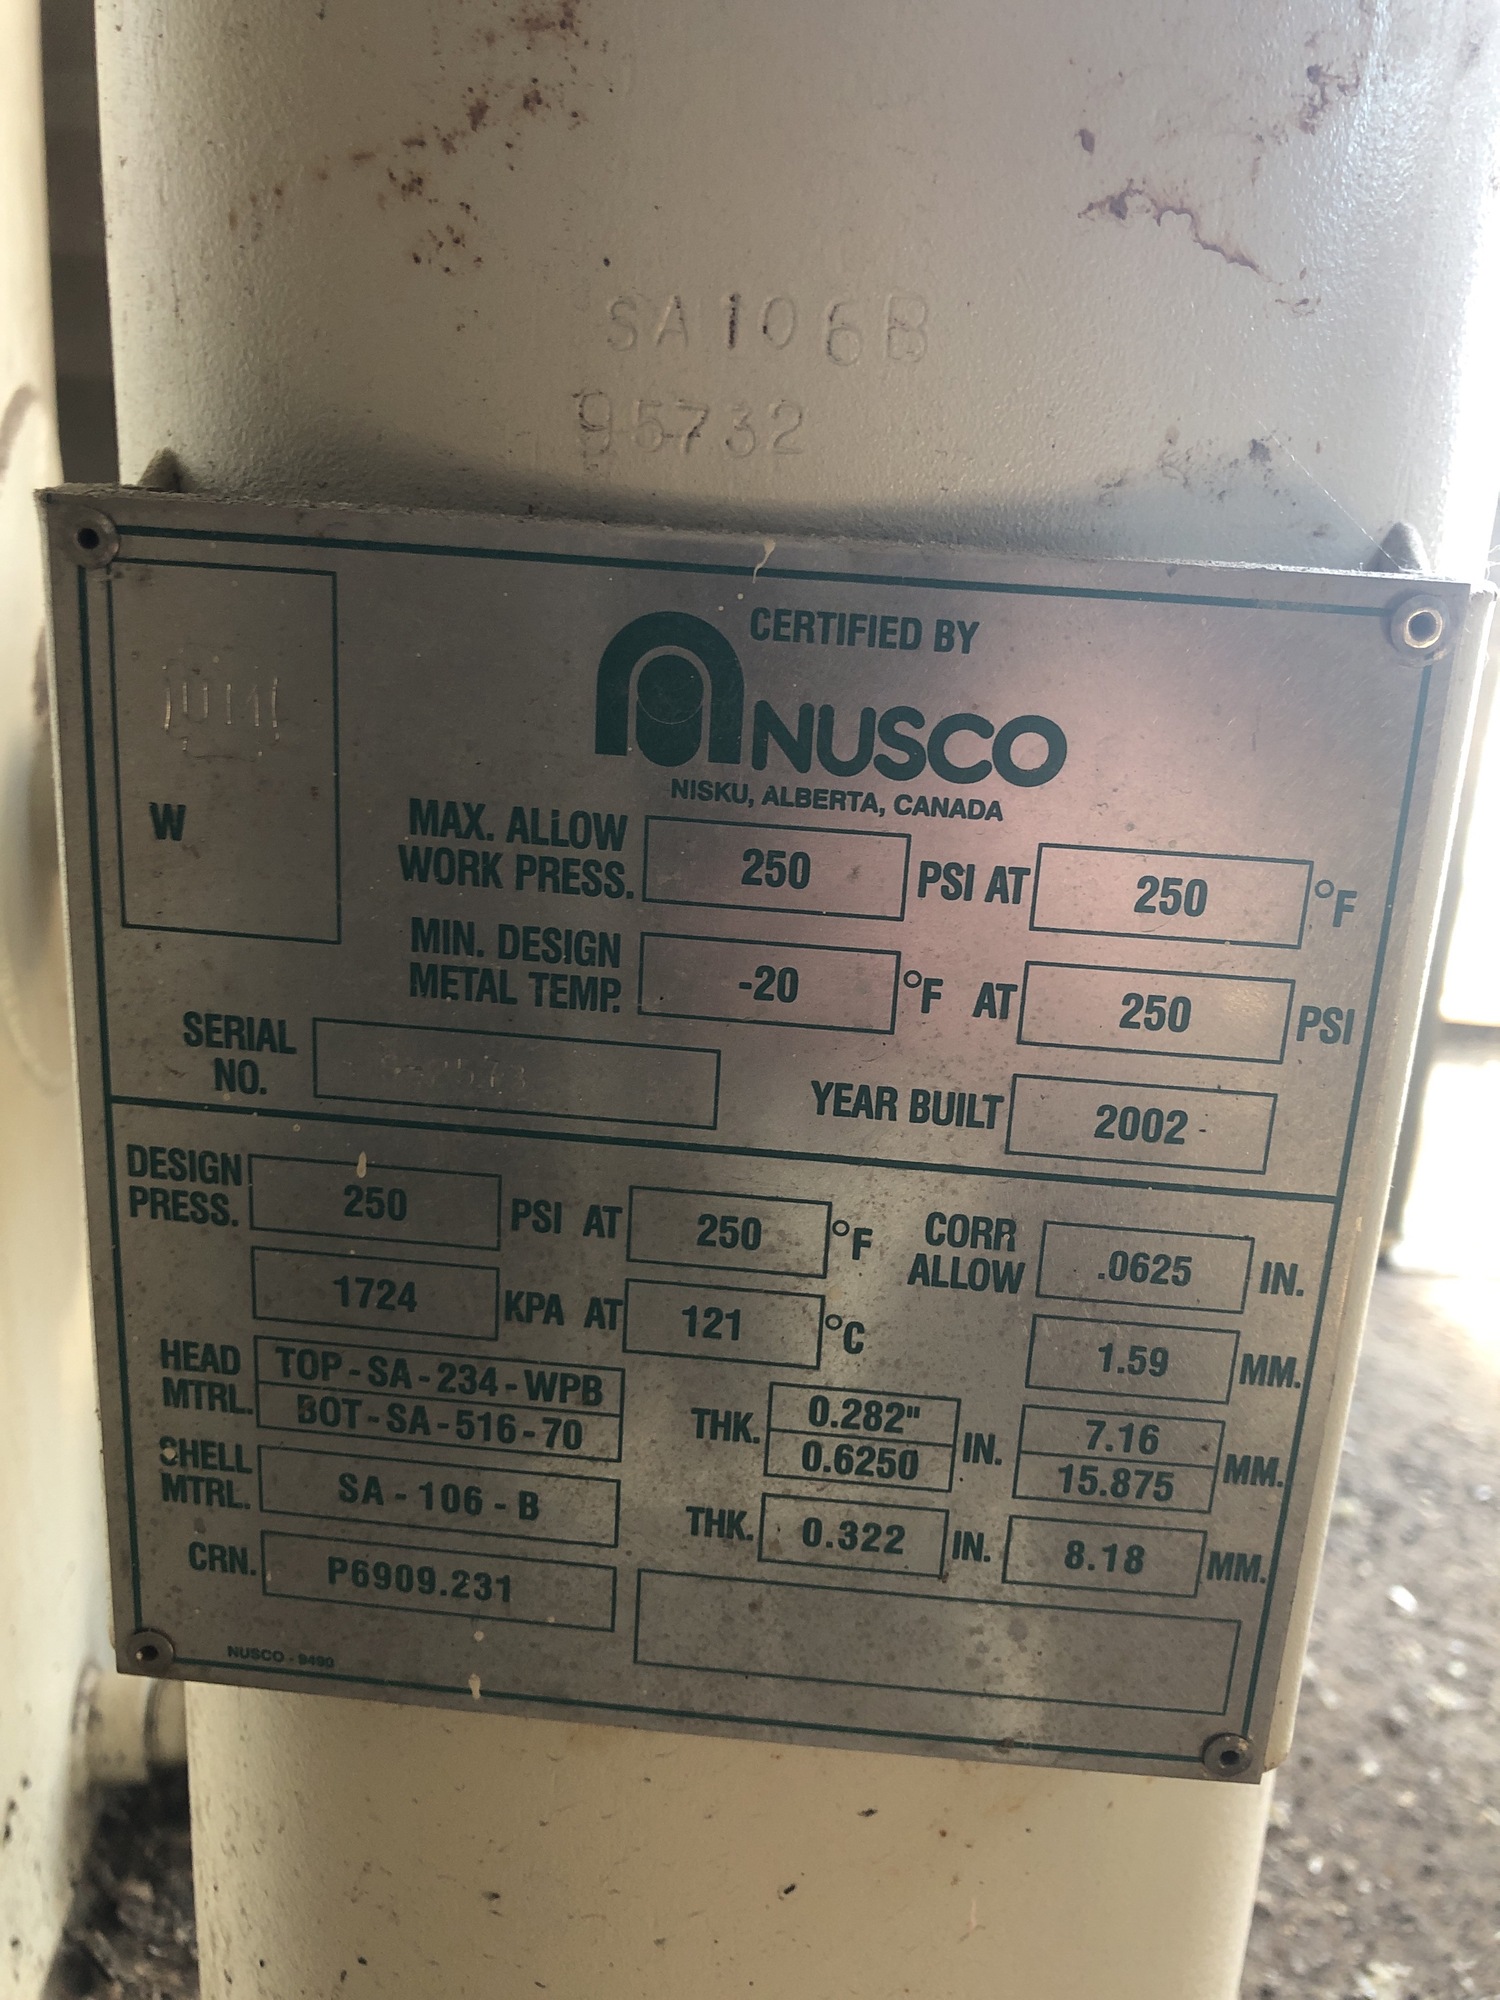 SA106B
95732
CERTIFIED BY
NUSCO
NISKU, ALBERTA, CANADA
W
MAX. ALLOW WORK PRESS. 250 PSI AT 250 °F
MIN. DESIGN METAL TEMP. -20 °F AT 250 PSI
SERIAL NO.
YEAR BUILT 2002
DESIGN PRESS. 250 PSI AT 250 °F
CORR ALLOW .0625 IN.
1724 KPA AT 121 °C
1.59 MM.
HEAD MTRL. TOP-SA-234-WPB
BOT-SA-516-70
THK. 0.282" 0.6250 IN. 7.16 15.875 MM.
SHELL MTRL. SA-106-B
THK. 0.322 IN. 8.18 MM.
CRN. P6909.231
NUSCO - 9490